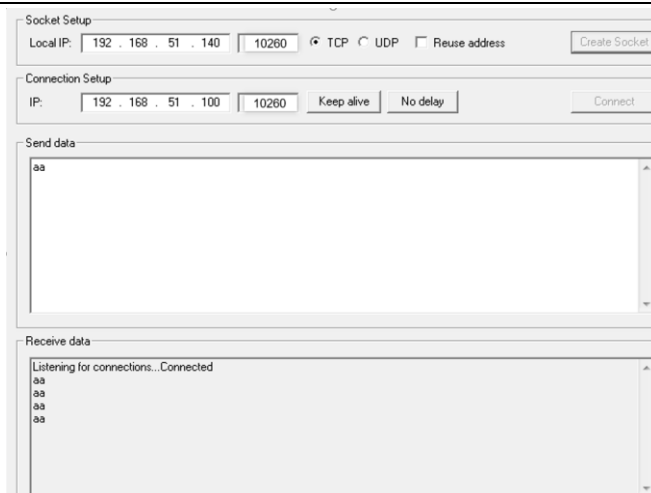 Socket Setup
Local IP: 192 . 168 . 51 . 140 10260 TCP UDP Reuse address Create Socket
Connection Setup
IP: 192 . 168 . 51 . 100 10260 Keep alive No delay Connect
Send data
aa
Receive data
Listening for connections...Connected
aa
aa
aa
aa